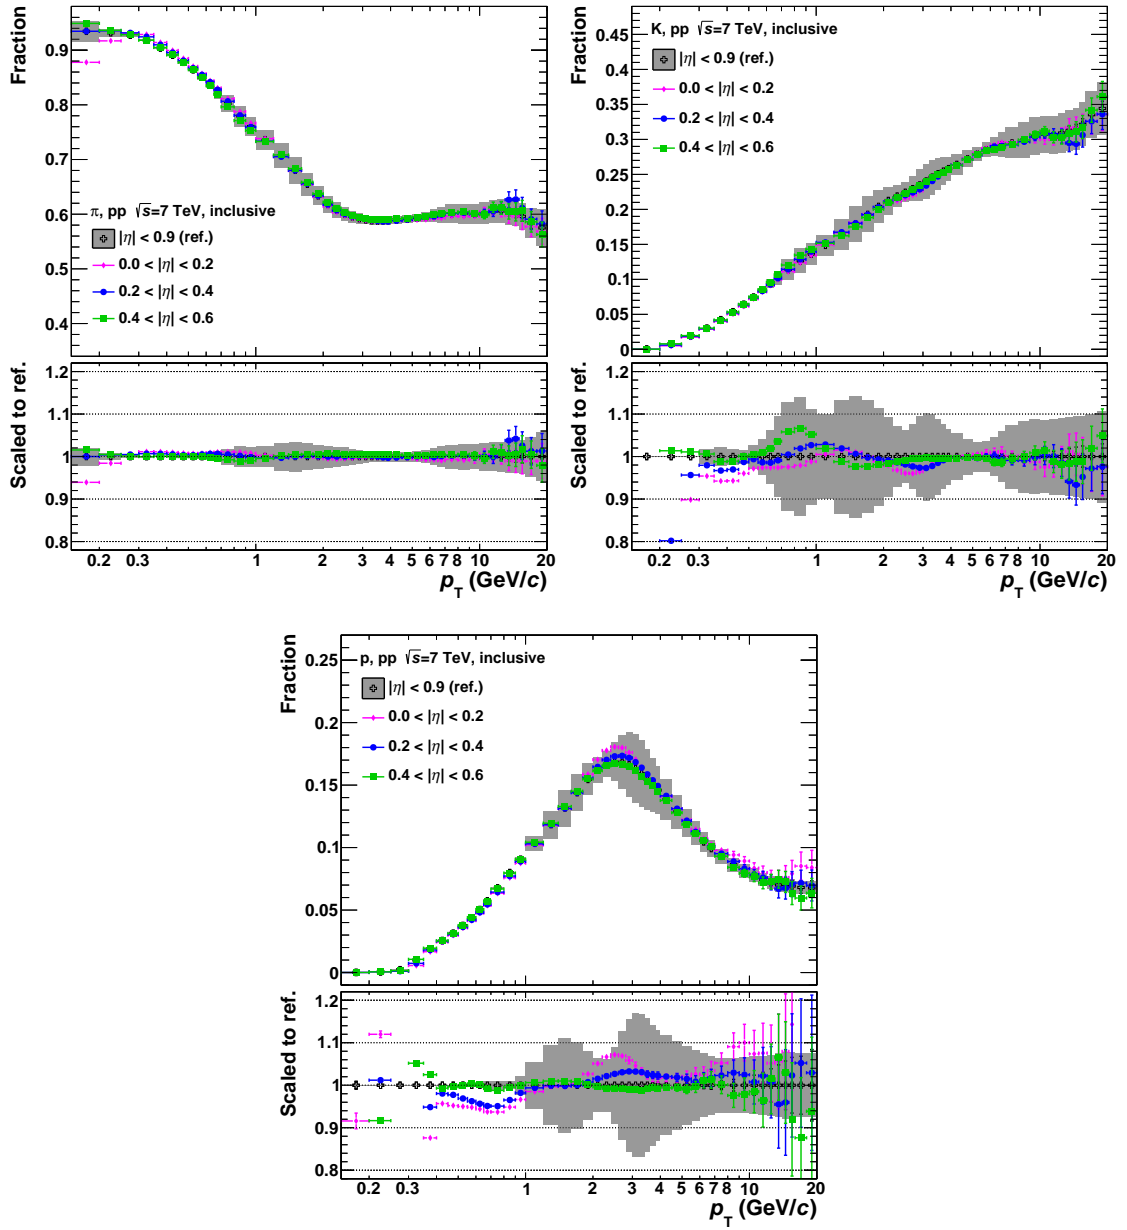 Fraction
0.9
0.8
0.7
0.6
0.5
0.4
π, pp √s=7 TeV, inclusive
|η| < 0.9 (ref.)
0.0 < |η| < 0.2
0.2 < |η| < 0.4
0.4 < |η| < 0.6
Scaled to ref.
1.2
1.1
1
0.9
0.8
0.2 0.3 1 2 3 4 5 6 7 8 10 20
p_T (GeV/c)
Fraction
0.45
0.4
0.35
0.3
0.25
0.2
0.15
0.1
0.05
0
K, pp √s=7 TeV, inclusive
|η| < 0.9 (ref.)
0.0 < |η| < 0.2
0.2 < |η| < 0.4
0.4 < |η| < 0.6
Scaled to ref.
1.2
1.1
1
0.9
0.8
0.2 0.3 1 2 3 4 5 6 7 8 10 20
p_T (GeV/c)
Fraction
0.25
0.2
0.15
0.1
0.05
0
p, pp √s=7 TeV, inclusive
|η| < 0.9 (ref.)
0.0 < |η| < 0.2
0.2 < |η| < 0.4
0.4 < |η| < 0.6
Scaled to ref.
1.2
1.1
1
0.9
0.8
0.2 0.3 1 2 3 4 5 6 7 8 10 20
p_T (GeV/c)